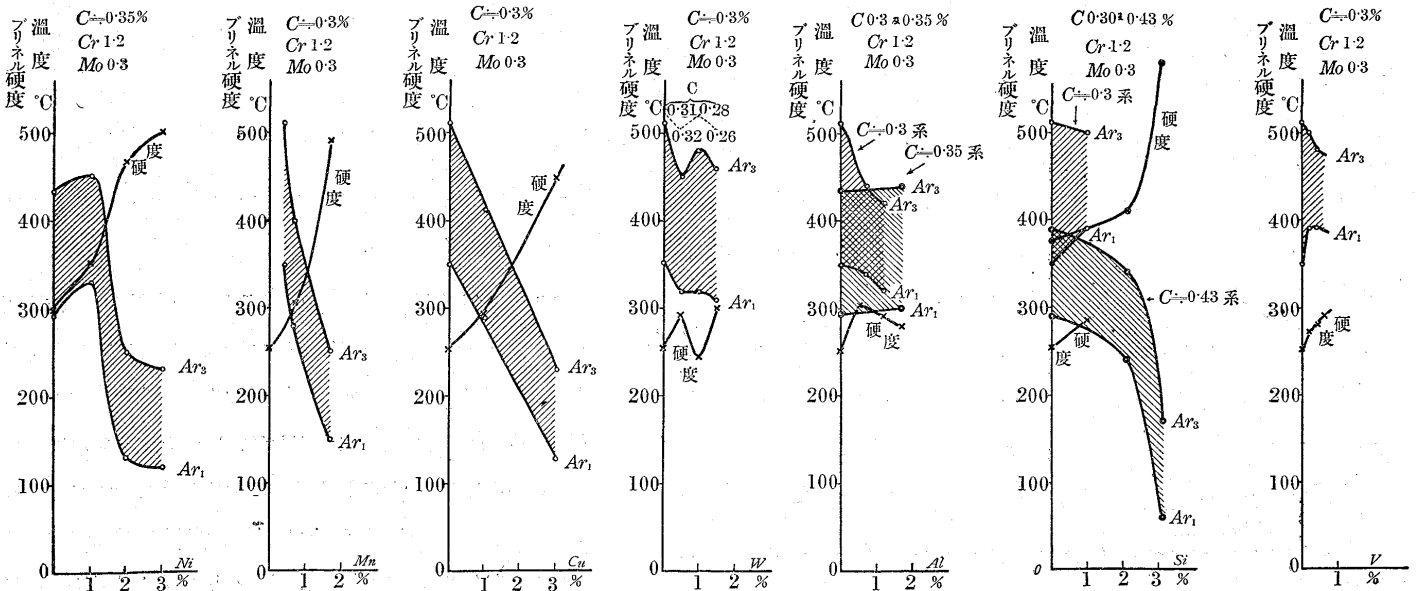 ブリネル硬度
温度
C≒0.35%
Cr 1.2
Mo 0.3
°C
500
400
300
200
100
0
硬度
Ar₃
Ar₁
Ni
1 2 3 %
ブリネル硬度
温度
C≒0.3%
Cr 1.2
Mo 0.3
°C
500
400
300
200
100
0
硬度
Ar₃
Ar₁
Mn
1 2 %
ブリネル硬度
温度
C≒0.3%
Cr 1.2
Mo 0.3
°C
500
400
300
200
100
0
硬度
Ar₃
Ar₁
Cu
1 2 3 %
ブリネル硬度
温度
C≒0.3%
Cr 1.2
Mo 0.3
°C
C
0.31 0.28
0.32 0.26
500
400
300
200
100
0
Ar₃
Ar₁
硬度
W
1 2 %
ブリネル硬度
温度
C 0.3 a 0.35 %
Cr 1.2
Mo 0.3
°C
500
400
300
200
100
0
C≒0.3 系
C≒0.35 系
Ar₃
Ar₃
Ar₁
Ar₁
硬度
Al
1 2 %
ブリネル硬度
温度
C 0.30 a 0.43 %
Cr 1.2
Mo 0.3
°C
C≒0.3 系
500
400
300
200
100
0
Ar₃
硬度
Ar₁
C≒0.43 系
硬度
Ar₃
Ar₁
Si
1 2 3 %
ブリネル硬度
温度
C≒0.3%
Cr 1.2
Mo 0.3
°C
500
400
300
200
100
0
Ar₃
Ar₁
硬度
V
1 2 %